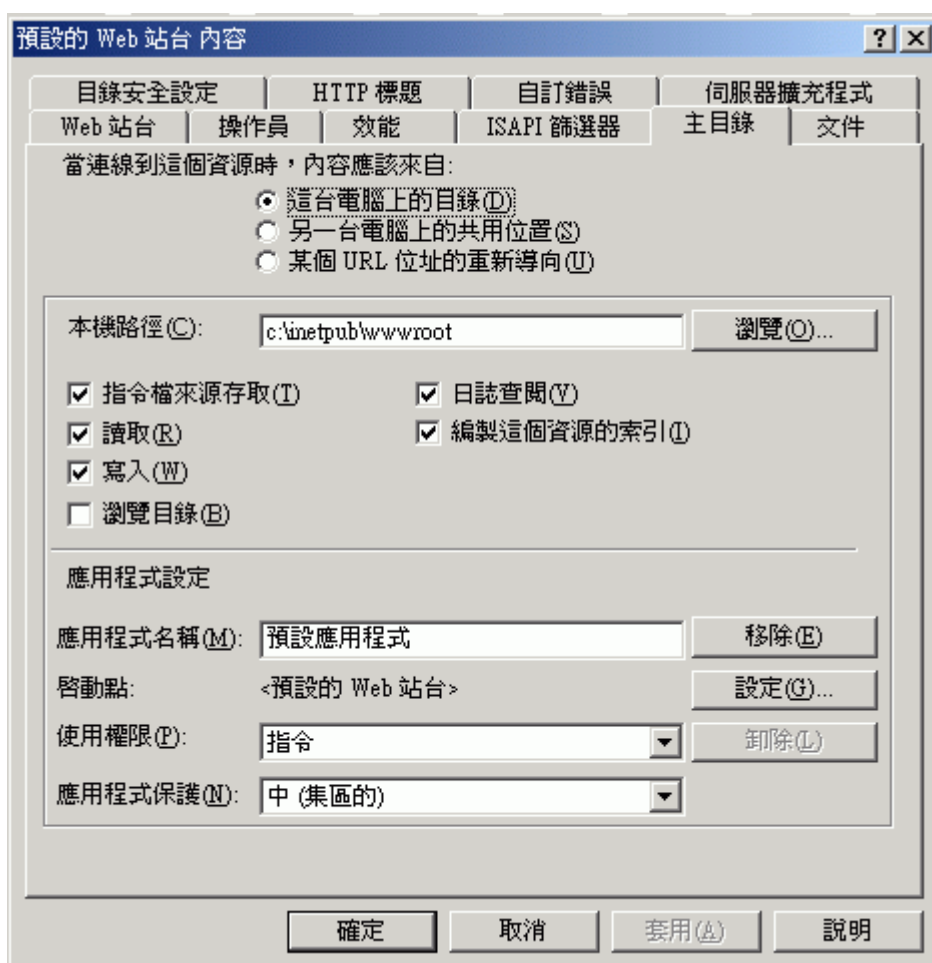 預設的 Web 站台 內容
目錄安全設定 HTTP 標題 自訂錯誤 伺服器擴充程式
Web 站台 操作員 效能 ISAPI 篩選器 主目錄 文件
當連線到這個資源時，內容應該來自:
這台電腦上的目錄(D)
另一台電腦上的共用位置(S)
某個 URL 位址的重新導向(U)
本機路徑(C): c:\inetpub\wwwroot 瀏覽(O)...
指令檔來源存取(T) 日誌查閱(V)
讀取(R) 編製這個資源的索引(I)
寫入(W)
瀏覽目錄(B)
應用程式設定
應用程式名稱(M): 預設應用程式 移除(E)
啓動點: <預設的 Web 站台> 設定(G)...
使用權限(P): 指令 卸除(L)
應用程式保護(N): 中 (集區的)
確定 取消 套用(A) 說明